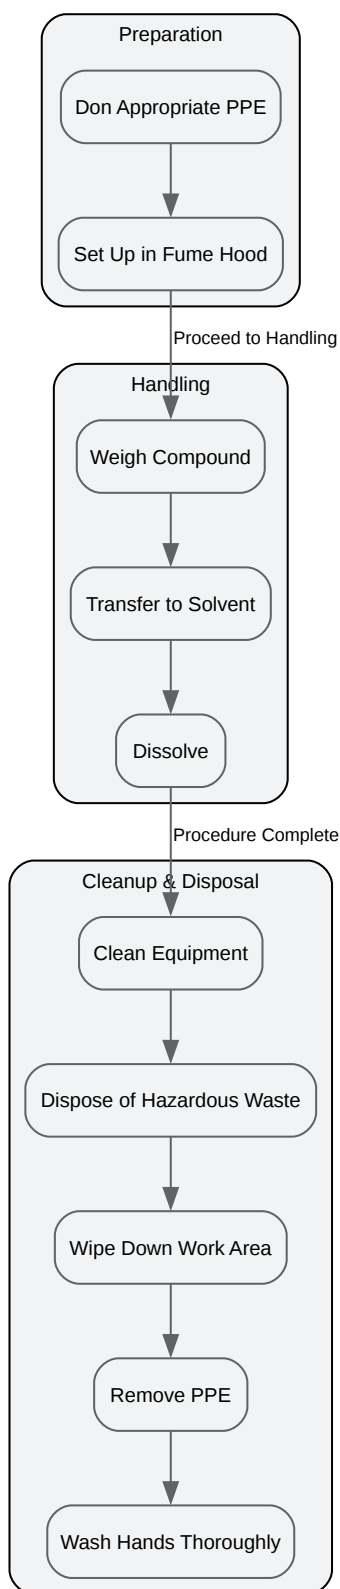 Preparation
Don Appropriate PPE
Set Up in Fume Hood
Proceed to Handling
Handling
Weigh Compound
Transfer to Solvent
Dissolve
Procedure Complete
Cleanup & Disposal
Clean Equipment
Dispose of Hazardous Waste
Wipe Down Work Area
Remove PPE
Wash Hands Thoroughly